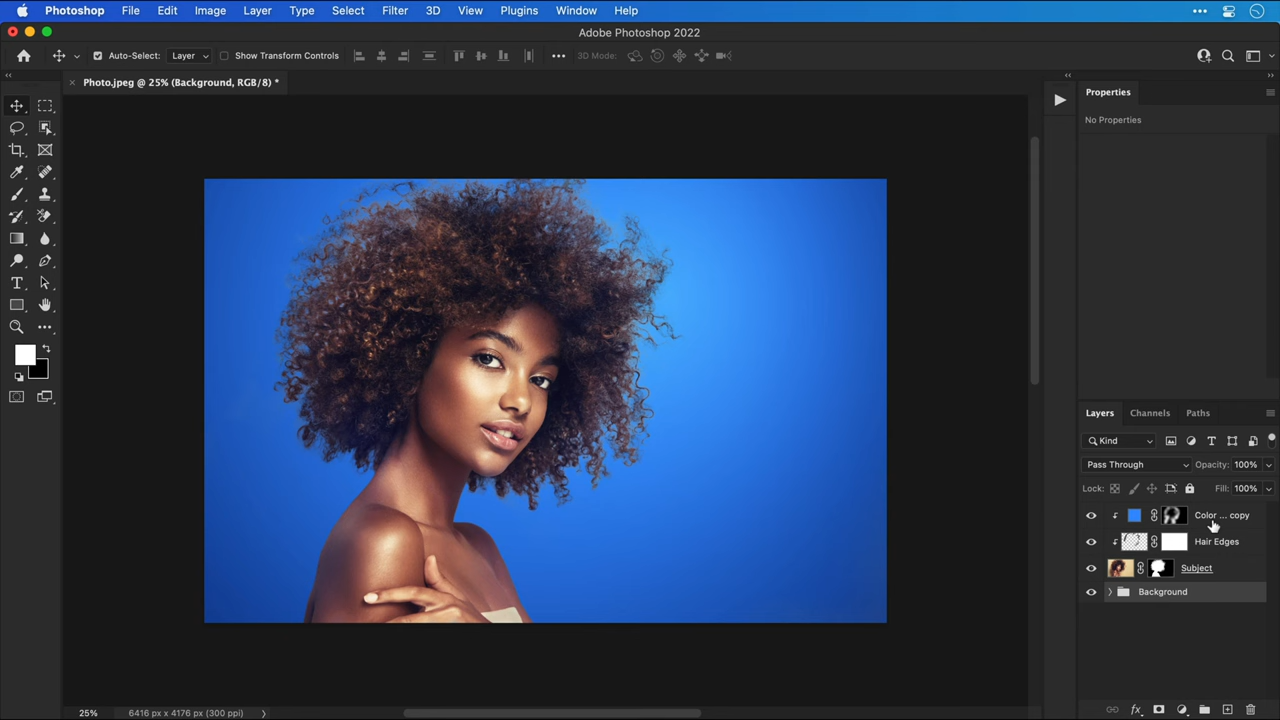 Photoshop File Edit Image Layer Type Select Filter 3D View Plugins Window Help
Adobe Photoshop 2022
Auto-Select: Layer Show Transform Controls 3D Mode:
Photo.jpeg @ 25% (Background, RGB/8) *
Properties
No Properties
Layers Channels Paths
Kind
Pass Through Opacity: 100%
Lock: Fill: 100%
Color ... copy
Hair Edges
Subject
Background
25% 6416 px x 4176 px (300 ppi)